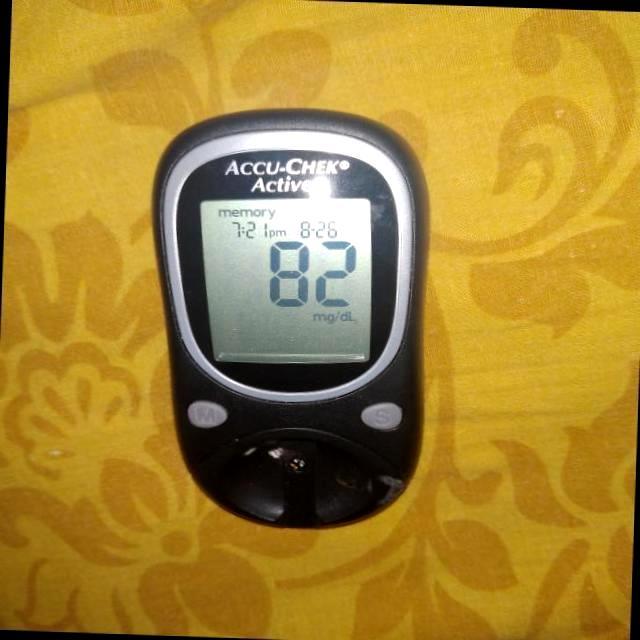 ACCU-CHEK®
Active
memory
7:21pm 8-26
82
mg/dL
M S